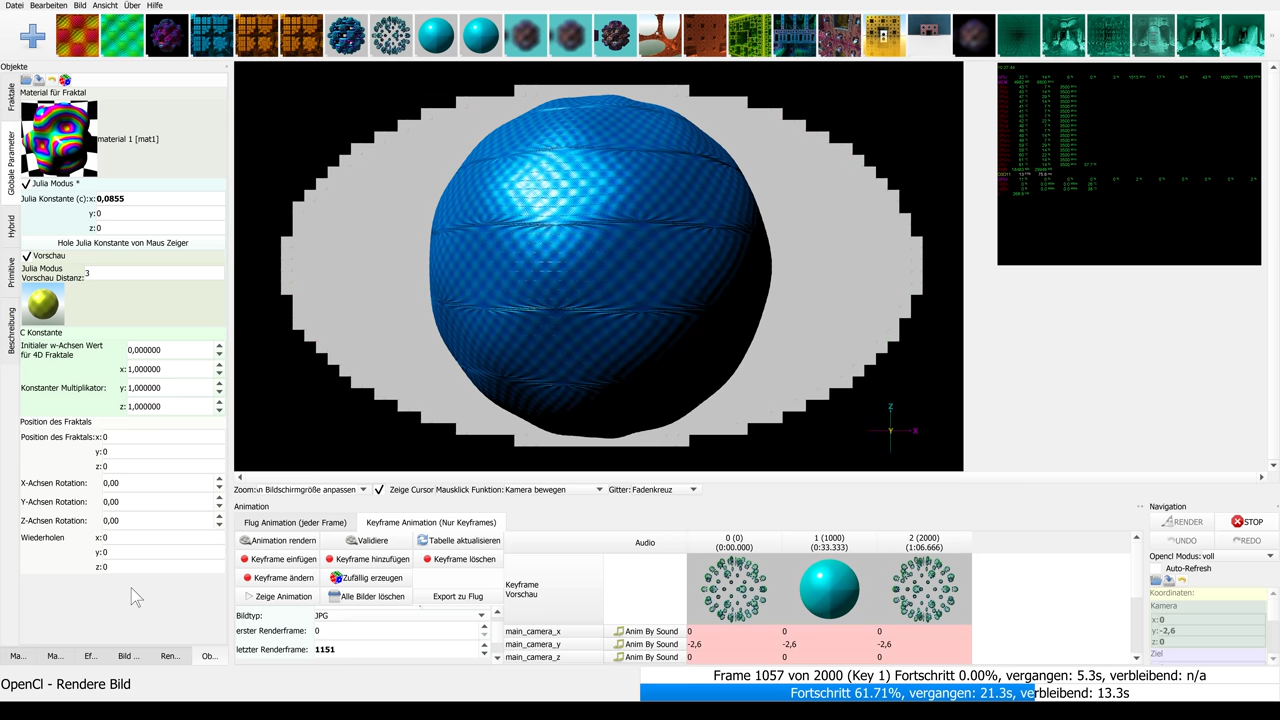 Datei Bearbeiten Bild Ansicht Über Hilfe
Objekte
Fraktale
Globale Parameter
Hybrid
Primitive
Beschreibung
Material für Fraktal
material 1 [mat1]
Julia Modus *
Julia Konstante (c):x: 0,0855
y: 0
z: 0
Hole Julia Konstante von Maus Zeiger
Vorschau
Julia Modus
Vorschau Distanz: 3
C Konstante
Initialer w-Achsen Wert
für 4D Fraktale
0,000000
x: 1,000000
Konstanter Multiplikator: y: 1,000000
z: 1,000000
Position des Fraktals
Position des Fraktals:x: 0
y: 0
z: 0
X-Achsen Rotation: 0,00
Y-Achsen Rotation: 0,00
Z-Achsen Rotation: 0,00
Wiederholen x: 0
y: 0
z: 0
Ma... Ma... Ef... Bild ... Ren... Ob...
Z
Y X
Bildschirmgröße anpassen Zeige Cursor Mausklick Funktion: Kamera bewegen Gitter: Fadenkreuz
Animation
Flug Animation (jeder Frame) Keyframe Animation (Nur Keyframes)
Animation rendern Validiere Tabelle aktualisieren
Keyframe einfügen Keyframe hinzufügen Keyframe löschen
Keyframe ändern Zufällig erzeugen
Zeige Animation Alle Bilder löschen Export zu Flug
Bildtyp: JPG
erster Renderframe: 0
letzter Renderframe: 1151
Audio
0 (0)
(0:00.000)
1 (1000)
(0:33.333)
2 (2000)
(1:06.666)
Keyframe
Vorschau
main_camera_x Anim By Sound 0 0 0
main_camera_y Anim By Sound -2,6 -2,6 -2,6
main_camera_z Anim By Sound 0 0 0
Navigation
RENDER STOP
UNDO REDO
Opencl Modus: voll
Auto-Refresh
Koordinaten:
Kamera
x: 0
y: -2,6
z: 0
Ziel
OpenCl - Rendere Bild
Frame 1057 von 2000 (Key 1) Fortschritt 0.00%, vergangen: 5.3s, verbleibend: n/a
Fortschritt 61.71%, vergangen: 21.3s, verbleibend: 13.3s